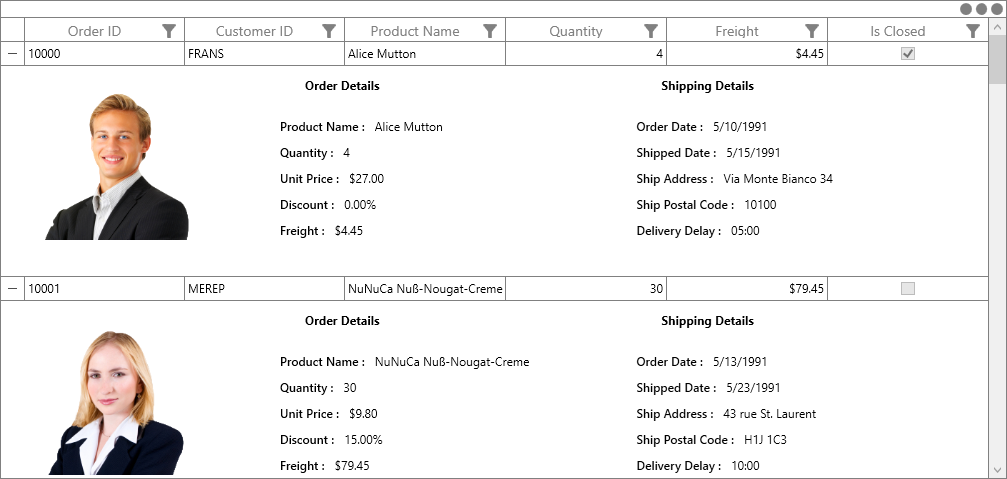 Order ID Customer ID Product Name Quantity Freight Is Closed
10000 FRANS Alice Mutton 4 $4.45
Order Details Shipping Details
Product Name : Alice Mutton Order Date : 5/10/1991
Quantity : 4 Shipped Date : 5/15/1991
Unit Price : $27.00 Ship Address : Via Monte Bianco 34
Discount : 0.00% Ship Postal Code : 10100
Freight : $4.45 Delivery Delay : 05:00
10001 MEREP NuNuCa Nuß-Nougat-Creme 30 $79.45
Order Details Shipping Details
Product Name : NuNuCa Nuß-Nougat-Creme Order Date : 5/13/1991
Quantity : 30 Shipped Date : 5/23/1991
Unit Price : $9.80 Ship Address : 43 rue St. Laurent
Discount : 15.00% Ship Postal Code : H1J 1C3
Freight : $79.45 Delivery Delay : 10:00